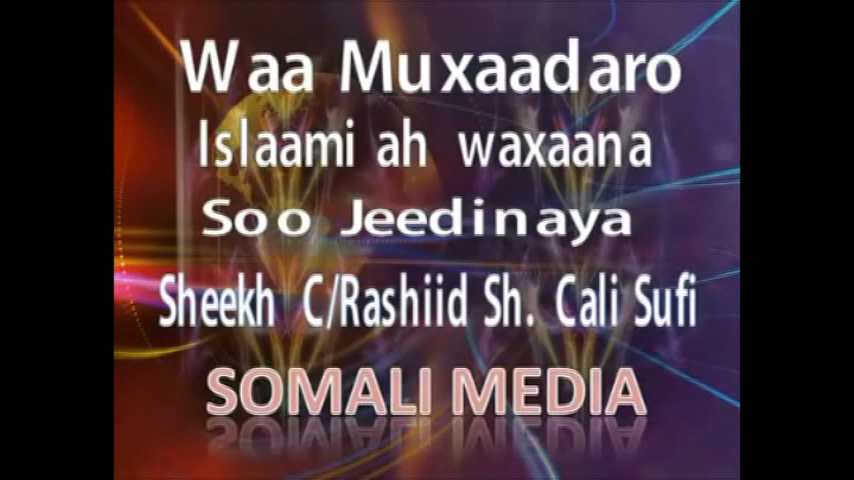 Waa Muxaadaro
Islaami ah waxaana
Soo Jeedinaya
Sheekh C/Rashiid Sh. Cali Sufi
SOMALI MEDIA